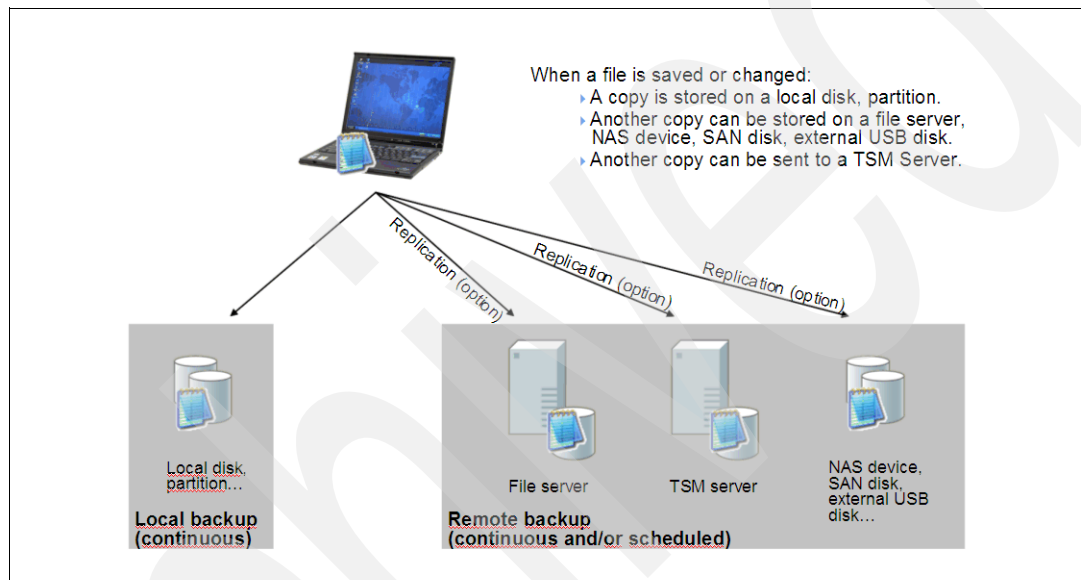 When a file is saved or changed:
A copy is stored on a local disk, partition.
Another copy can be stored on a file server,
NAS device, SAN disk, external USB disk.
Another copy can be sent to a TSM Server.
Replication (option)
Replication (option)
Replication (option)
Local disk,
partition…
Local backup
(continuous)
File server
TSM server
NAS device,
SAN disk,
external USB
disk…
Remote backup
(continuous and/or scheduled)